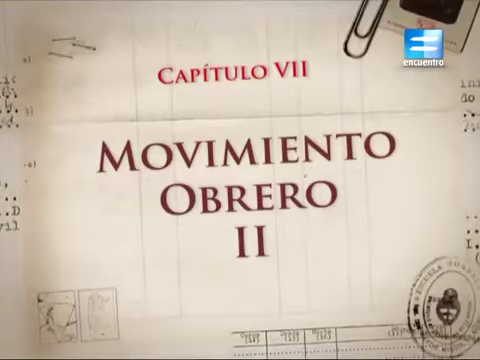 encuentro
CAPÍTULO VII
MOVIMIENTO
OBRERO
II